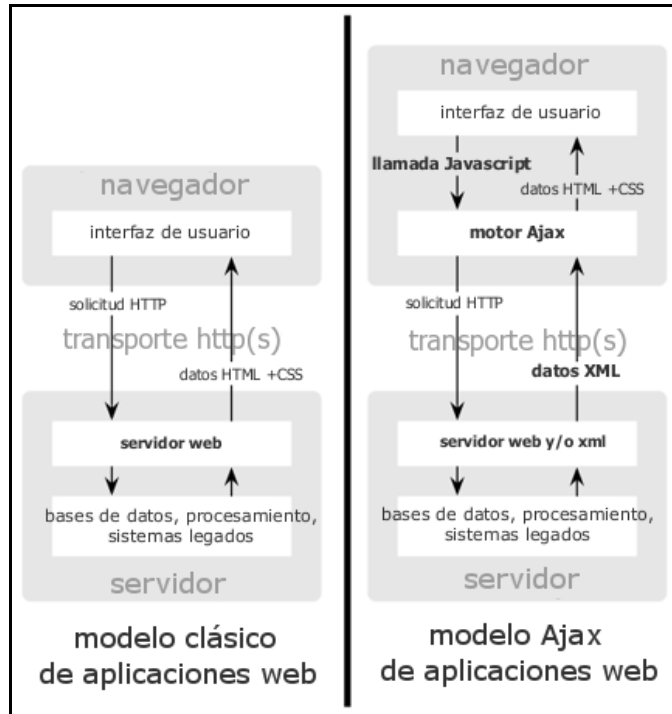 navegador
interfaz de usuario
solicitud HTTP
transporte http(s)
datos HTML +CSS
servidor web
bases de datos, procesamiento,
sistemas legados
servidor
modelo clásico
de aplicaciones web
navegador
interfaz de usuario
llamada Javascript
datos HTML +CSS
motor Ajax
solicitud HTTP
transporte http(s)
datos XML
servidor web y/o xml
bases de datos, procesamiento,
sistemas legados
servidor
modelo Ajax
de aplicaciones web